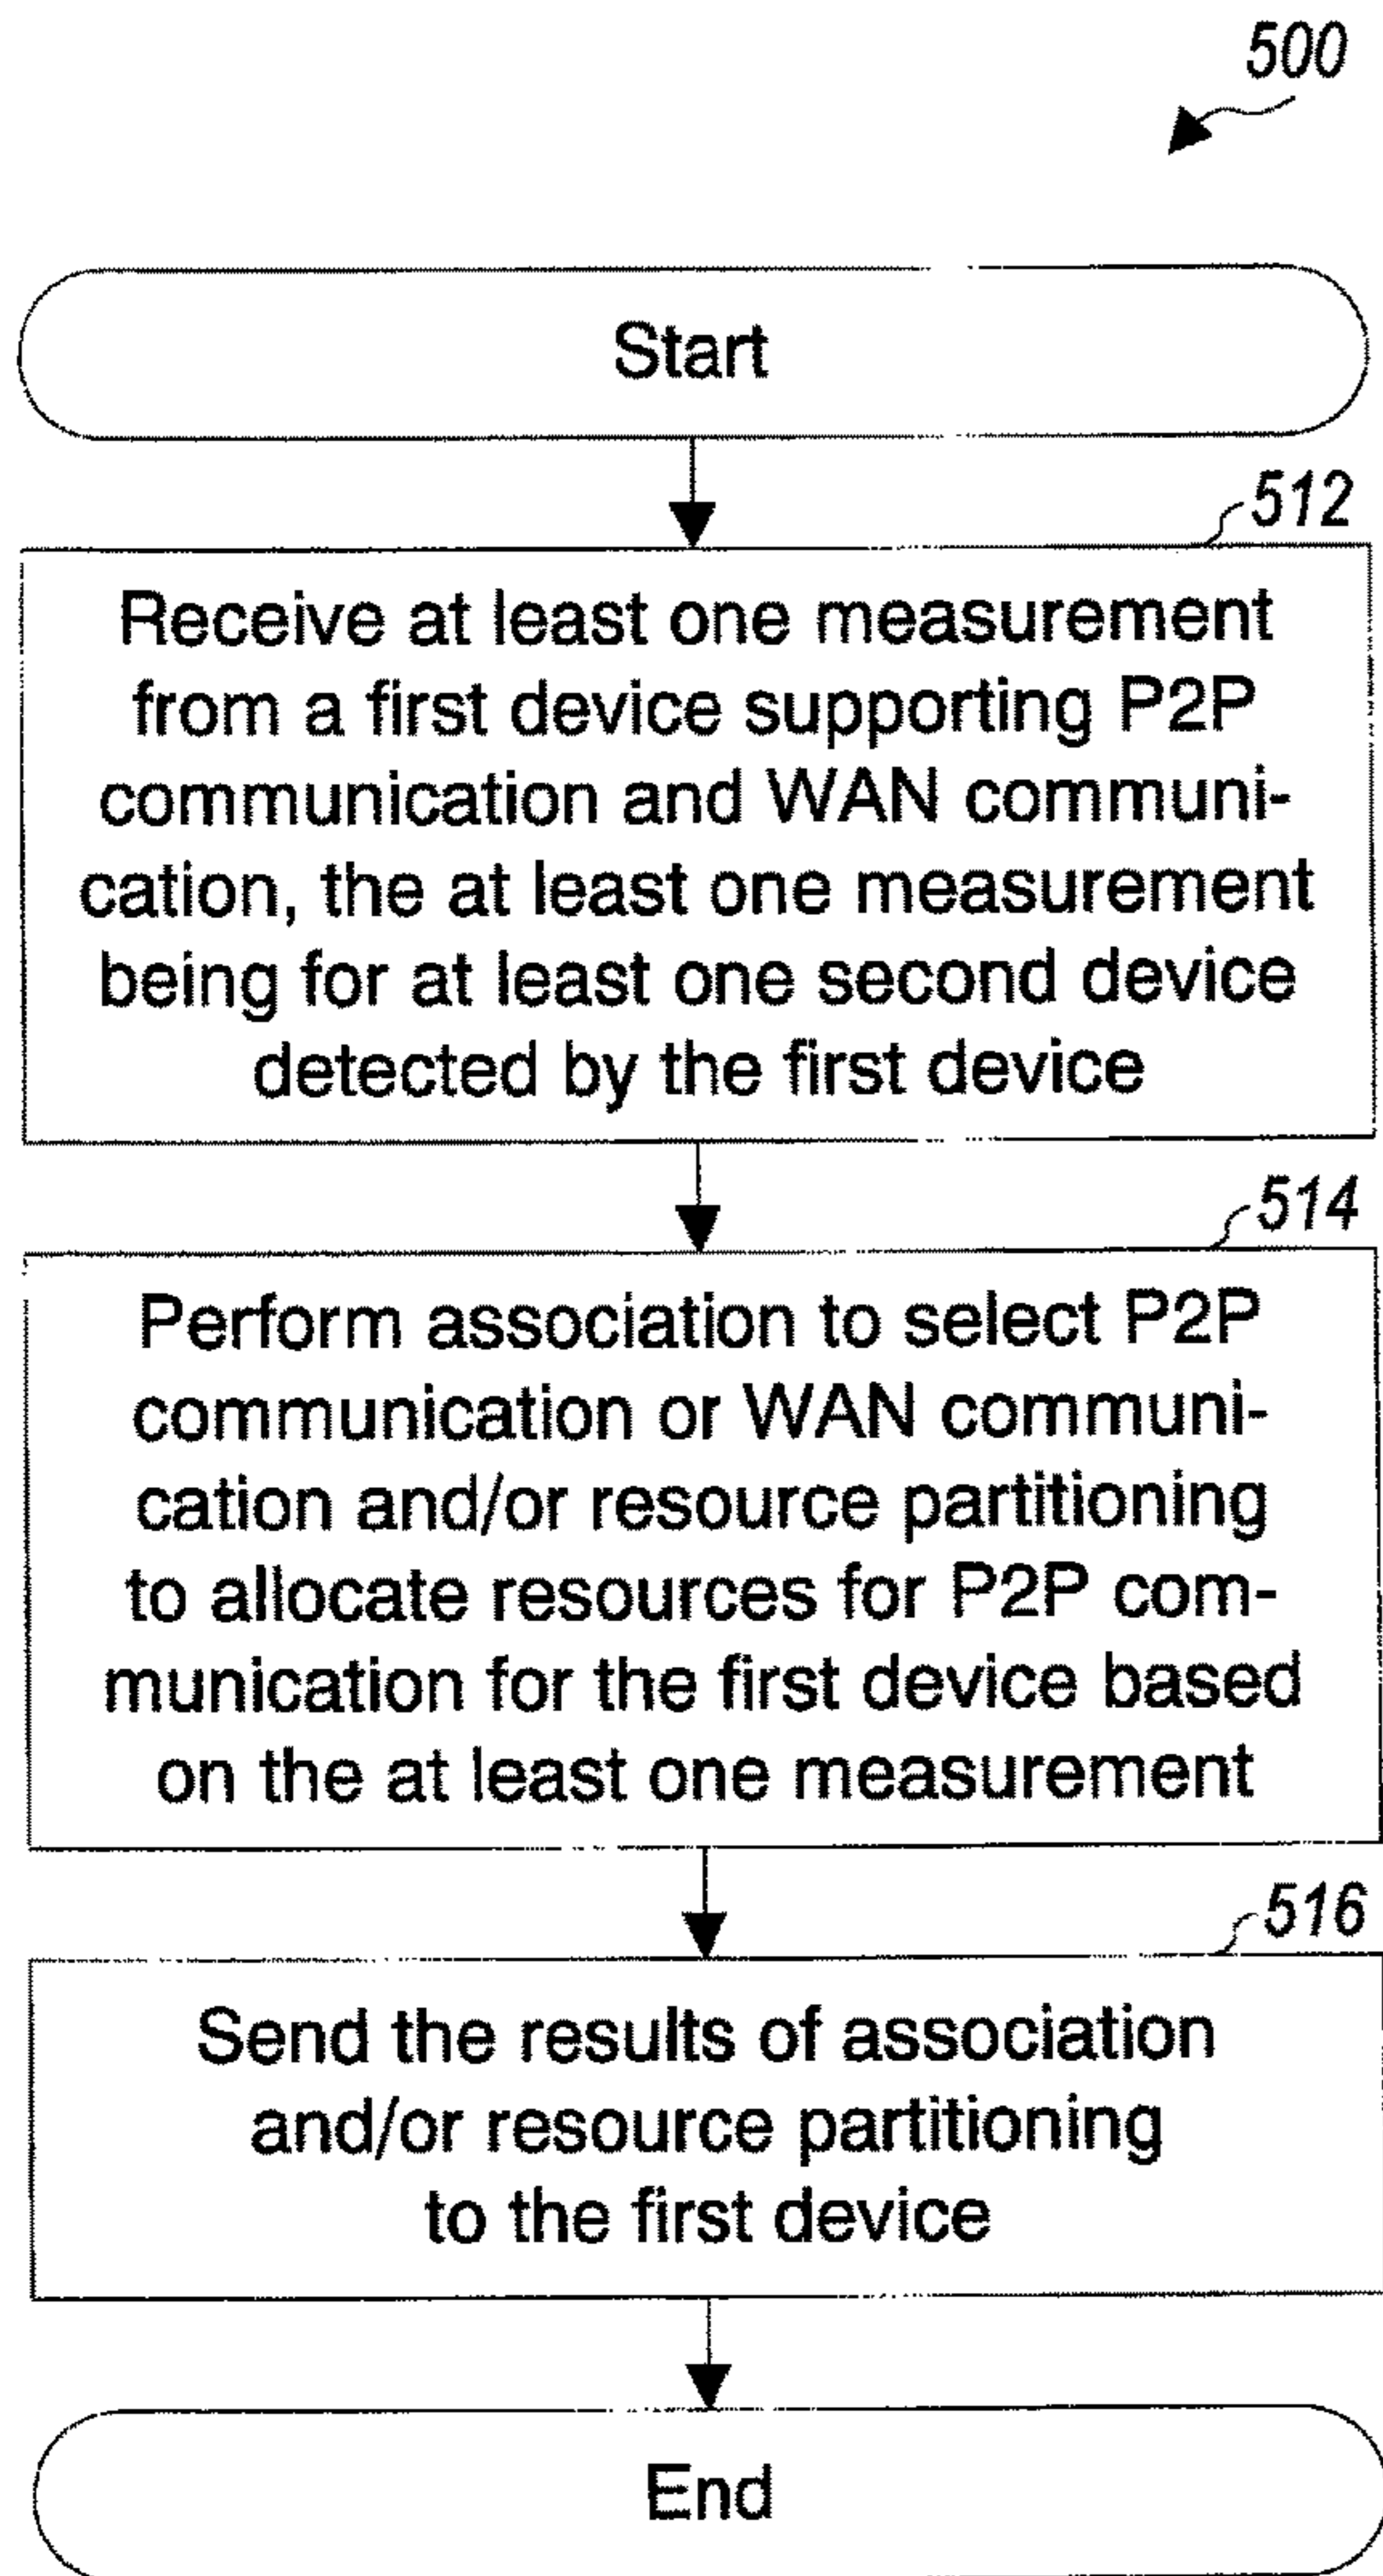 500
Start
512
Receive at least one measurement
from a first device supporting P2P
communication and WAN communi-
cation, the at least one measurement
being for at least one second device
detected by the first device
514
Perform association to select P2P
communication or WAN communi-
cation and/or resource partitioning
to allocate resources for P2P com-
munication for the first device based
on the at least one measurement
516
Send the results of association
and/or resource partitioning
to the first device
End